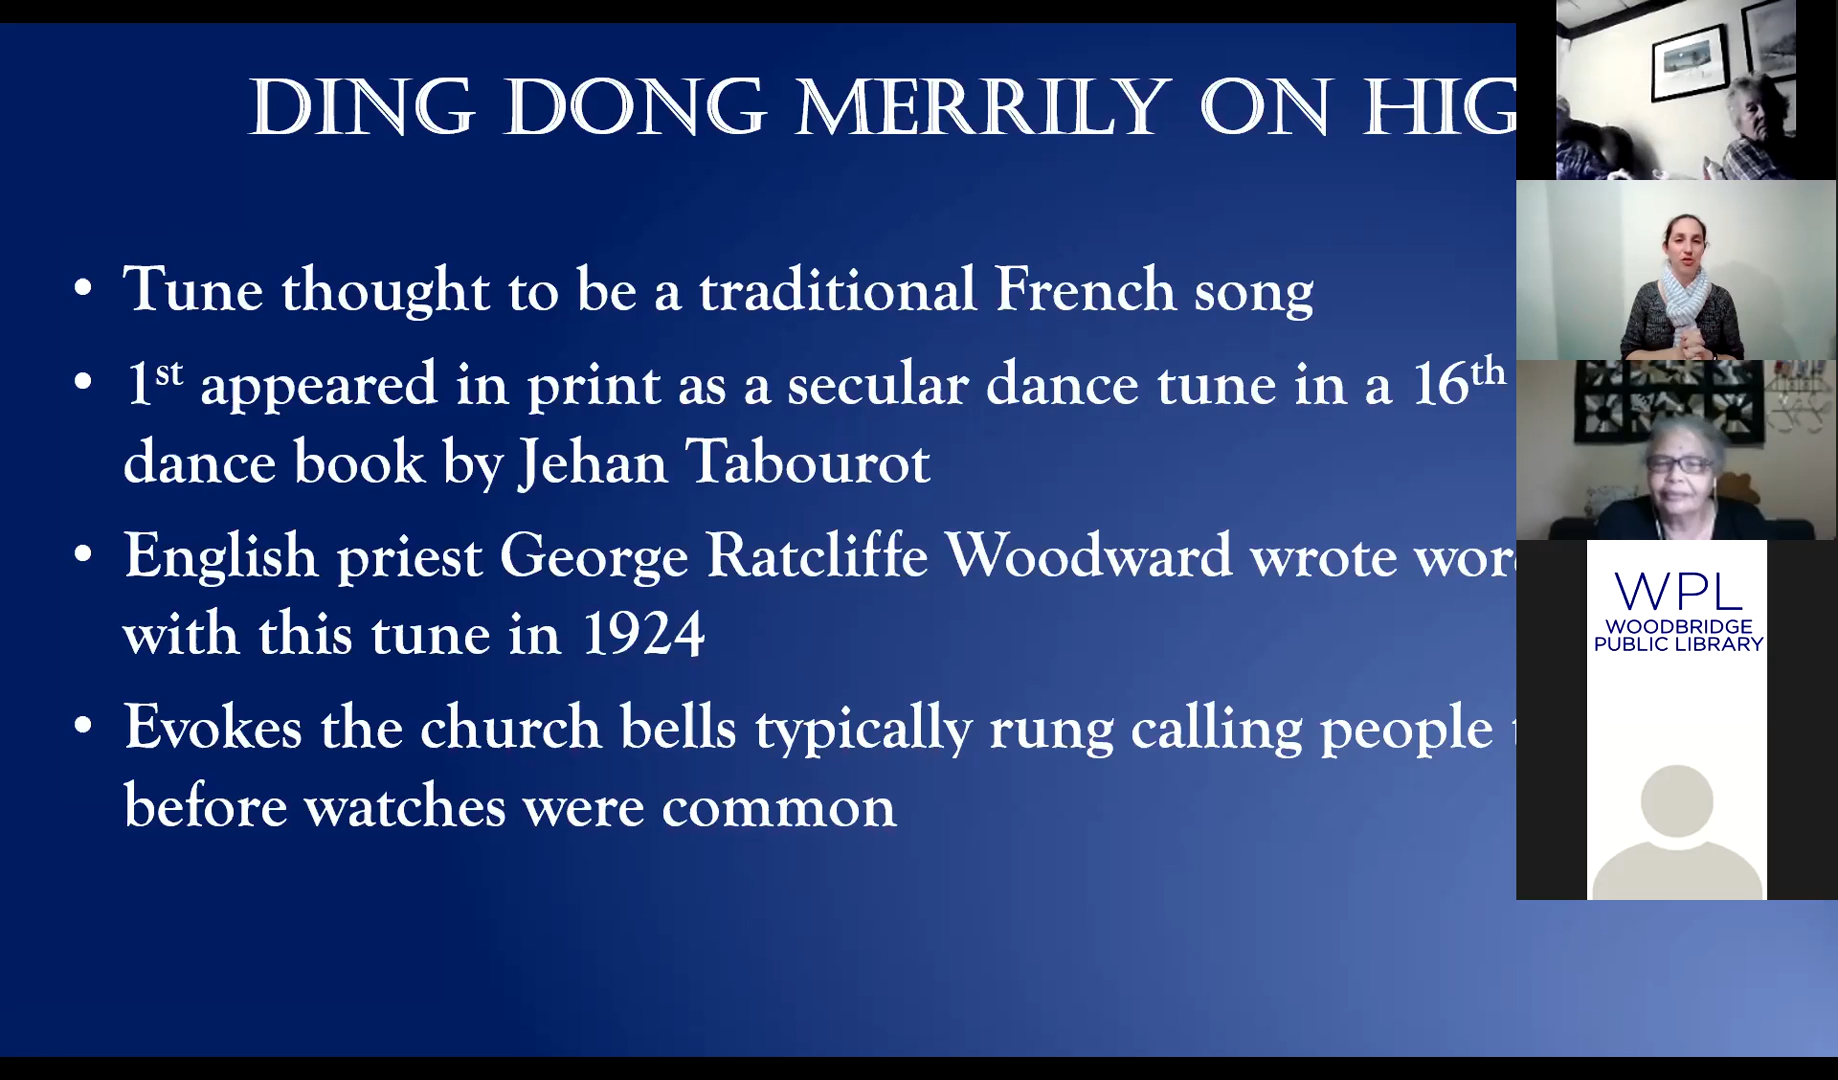 DING DONG MERRILY ON HIG
• Tune thought to be a traditional French song
• 1st appeared in print as a secular dance tune in a 16th
dance book by Jehan Tabourot
• English priest George Ratcliffe Woodward wrote wor
with this tune in 1924
• Evokes the church bells typically rung calling people
before watches were common
WPL
WOODBRIDGE
PUBLIC LIBRARY